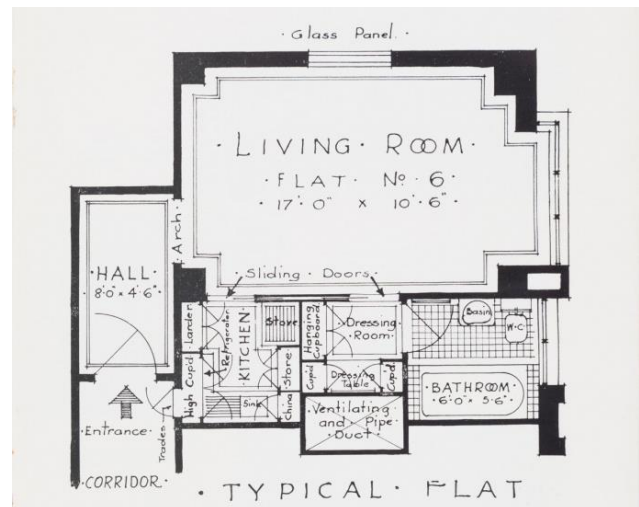 · Glass Panel ·
· LIVING · ROOM ·
· FLAT · No 6 ·
· 17'·0" x 10'·6" ·
Arch
· HALL ·
8'·0" x 4'·6"
· Sliding · Doors ·
Larder
Refrigerator
KITCHEN
Stove
Hanging
Cupboard
· Dressing ·
Room
Basin
W·C
High Cupd
Store
China
Sink
Cupd
Dressing
Table
Cupd
· BATHROOM ·
6'·0" x 5'·6"
Ventilating
and Pipe
· Duct ·
· Entrance ·
Trades
· CORRIDOR ·
· TYPICAL · FLAT